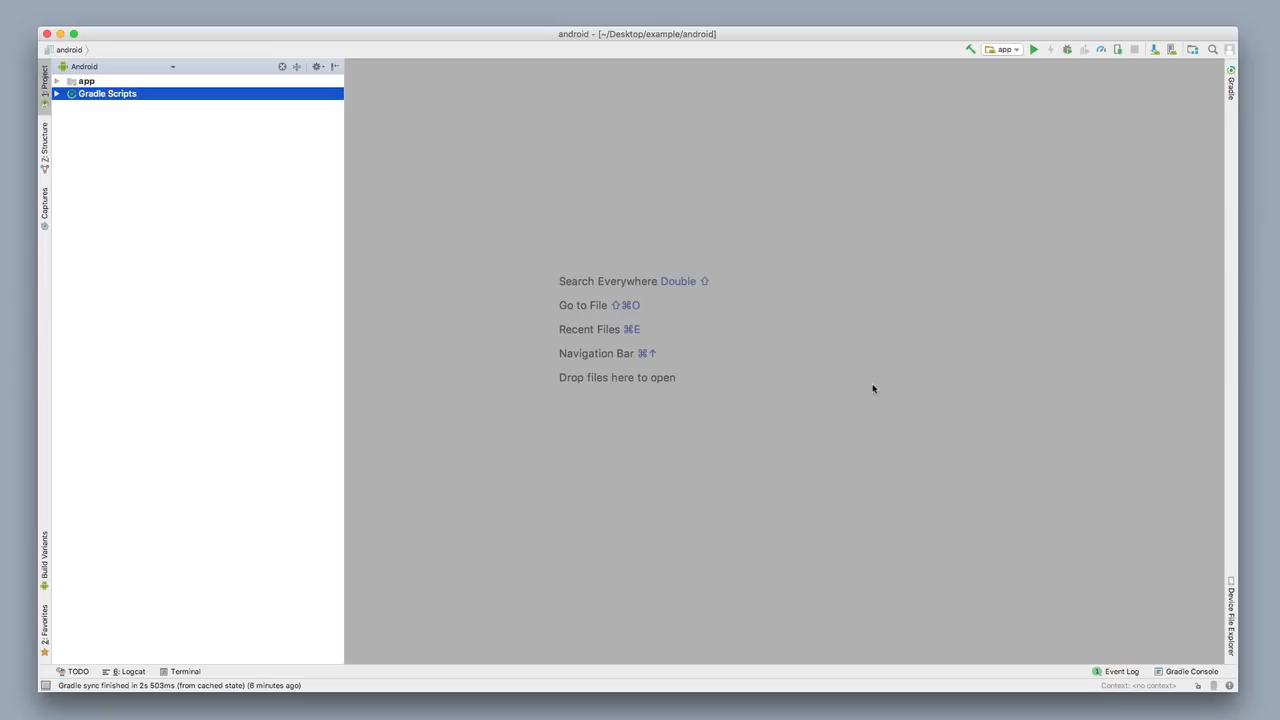 android - [~/Desktop/example/android]
android
app
Android
app
Gradle Scripts
1: Project
7: Structure
Captures
Build Variants
2: Favorites
Gradle
Device File Explorer
Search Everywhere Double ⇧
Go to File ⇧⌘O
Recent Files ⌘E
Navigation Bar ⌘↑
Drop files here to open
TODO
6: Logcat
Terminal
1 Event Log
Gradle Console
Gradle sync finished in 2s 503ms (from cached state) (6 minutes ago)
Context: <no context>